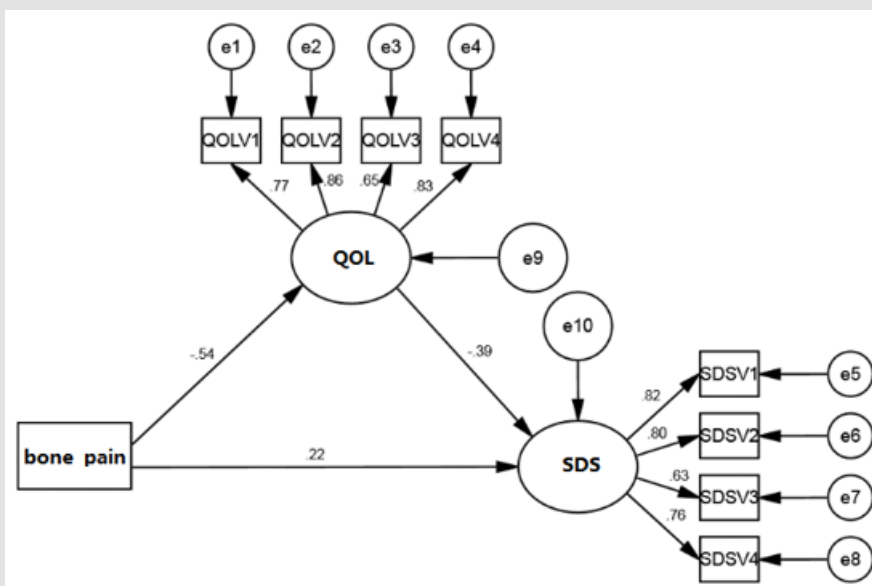 e1 e2 e3 e4
QOLV1 QOLV2 QOLV3 QOLV4
.77 .86 .65 .83
QOL e9
e10
-.54 -.39
SDSV1 e5
.82
SDSV2 e6
.80
bone pain .22 SDS
.63
SDSV3 e7
.76
SDSV4 e8